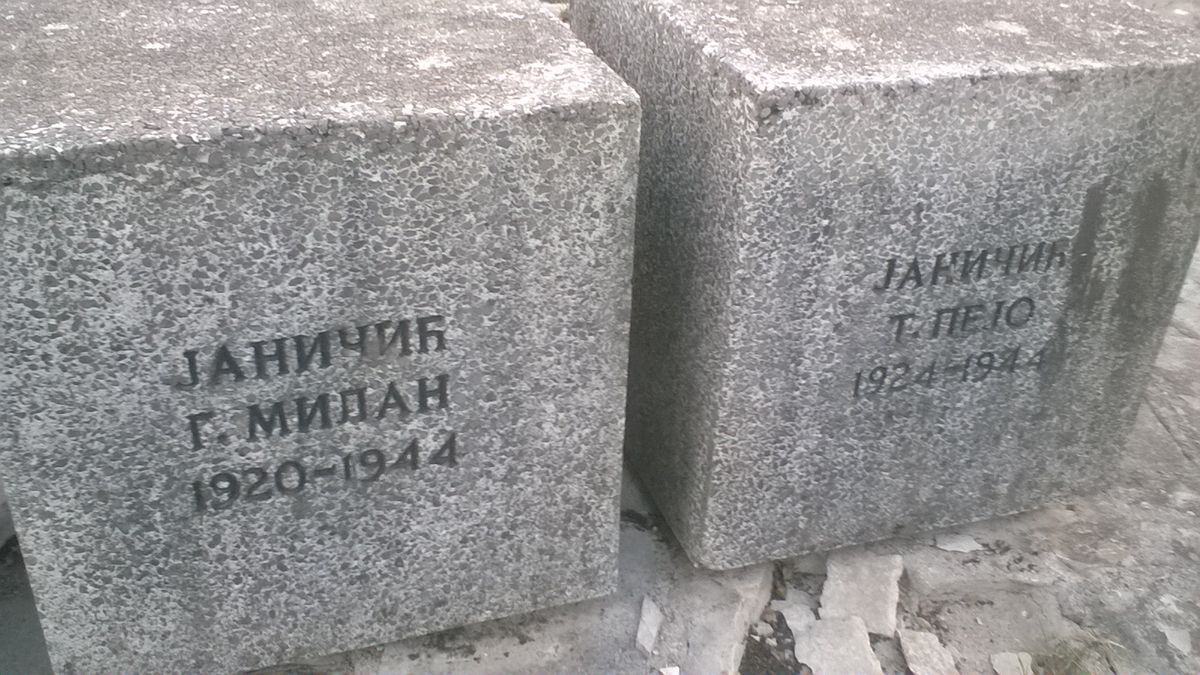 ЈАНИЧИЋ
Г. МИЛАН
1920-1944
ЈАНИЧИЋ
Т. ПЕЈО
1924-1944